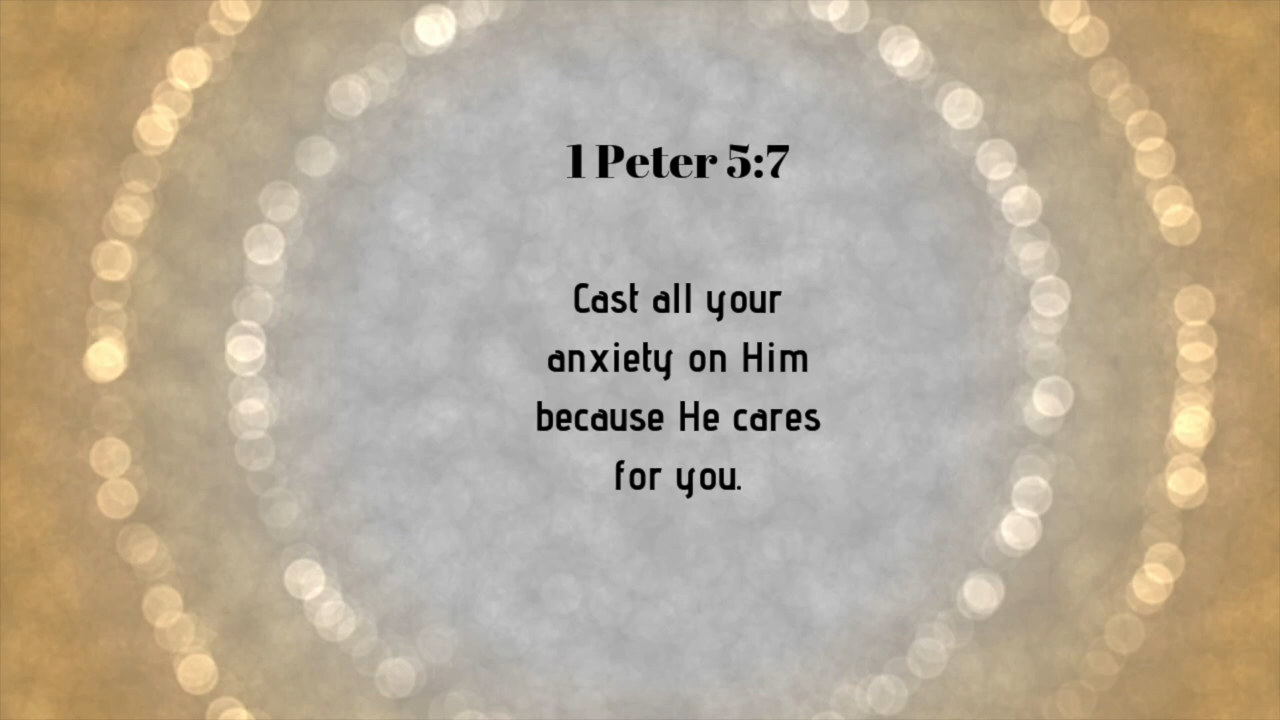 1 Peter 5:7
Cast all your
anxiety on Him
because He cares
for you.